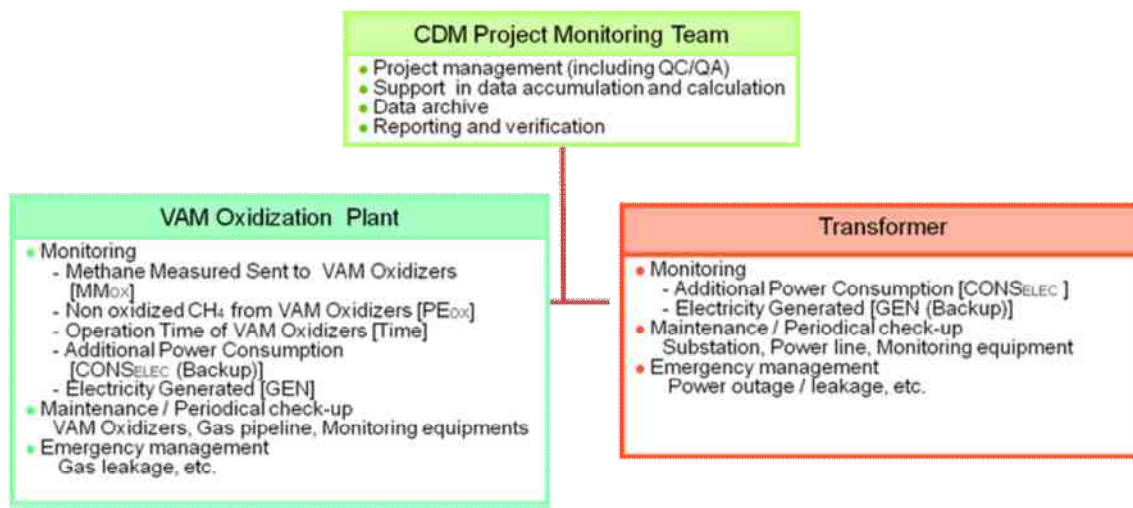 CDM Project Monitoring Team
• Project management (including QC/QA)
• Support in data accumulation and calculation
• Data archive
• Reporting and verification
VAM Oxidization Plant
• Monitoring
- Methane Measured Sent to VAM Oxidizers
[MMOX]
- Non oxidized CH₄ from VAM Oxidizers [PEOX]
- Operation Time of VAM Oxidizers [Time]
- Additional Power Consumption
[CONSELEC (Backup)]
- Electricity Generated [GEN]
• Maintenance / Periodical check-up
VAM Oxidizers, Gas pipeline, Monitoring equipments
• Emergency management
Gas leakage, etc.
Transformer
• Monitoring
- Additional Power Consumption [CONSELEC ]
- Electricity Generated [GEN (Backup)]
• Maintenance / Periodical check-up
Substation, Power line, Monitoring equipment
• Emergency management
Power outage / leakage, etc.